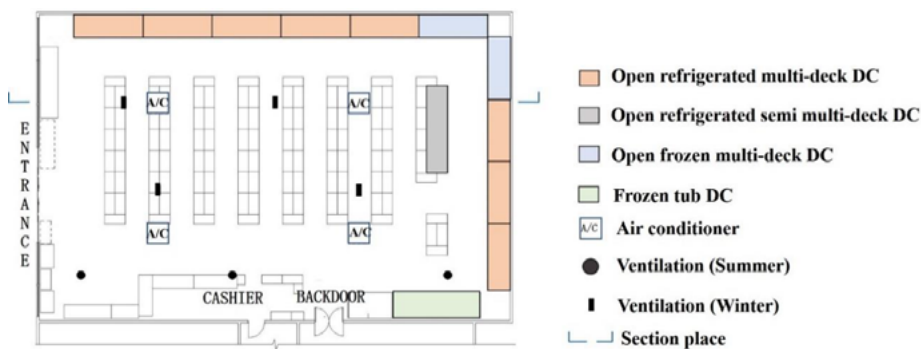 ENTRANCE
A/C
A/C
A/C
A/C
CASHIER
BACKDOOR
Open refrigerated multi-deck DC
Open refrigerated semi multi-deck DC
Open frozen multi-deck DC
Frozen tub DC
A/C Air conditioner
Ventilation (Summer)
Ventilation (Winter)
Section place